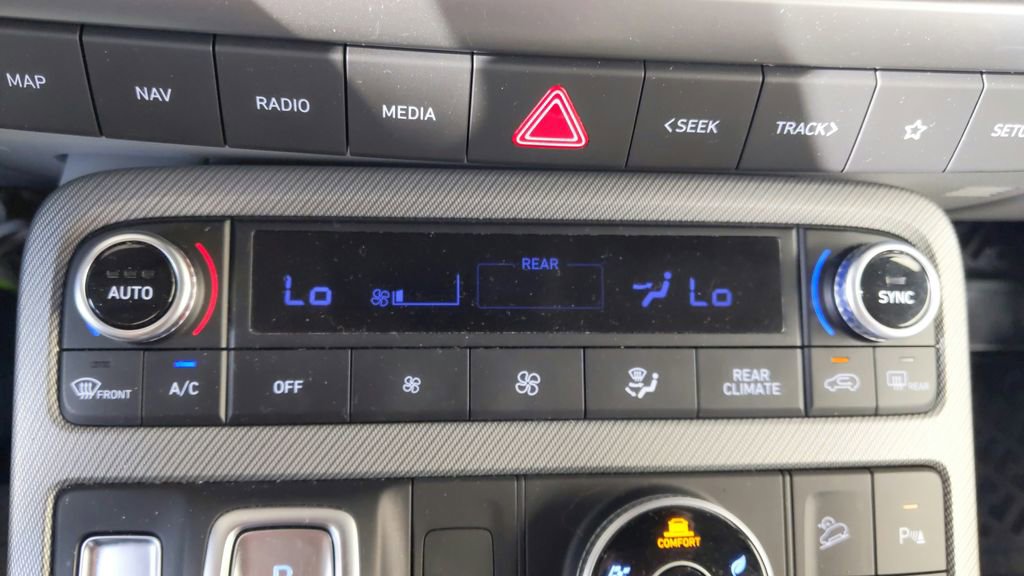 MAP NAV RADIO MEDIA <SEEK TRACK> SETU
REAR
AUTO Lo Lo SYNC
FRONT A/C OFF REAR CLIMATE REAR
COMFORT
P